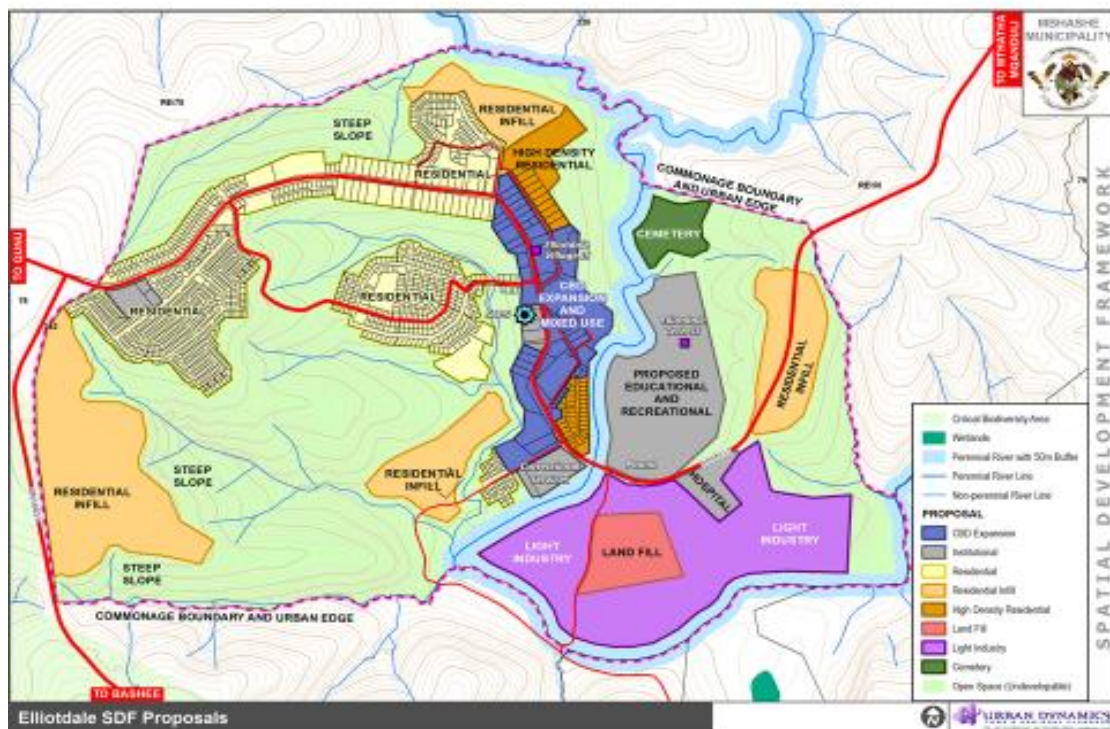 MBHASHE
MUNICIPALITY
TO MTHATHA
MQANDULI
SPATIAL DEVELOPMENT FRAMEWORK
RESIDENTIAL
INFILL
STEEP
SLOPE
HIGH DENSITY
RESIDENTIAL
RESIDENTIAL
COMMONAGE BOUNDARY
AND URBAN EDGE
CEMETERY
TO QUNU
RESIDENTIAL
RESIDENTIAL
CBD
EXPANSION
AND
MIXED USE
PROPOSED
EDUCATIONAL
AND
RECREATIONAL
RESIDENTIAL
INFILL
RESIDENTIAL
INFILL
STEEP
SLOPE
RESIDENTIAL
INFILL
HOSPITAL
LIGHT
INDUSTRY
LAND FILL
LIGHT
INDUSTRY
STEEP
SLOPE
COMMONAGE BOUNDARY AND URBAN EDGE
TO BASHEE
Critical Biodiversity Area
Wetlands
Perennial River with 50m Buffer
Perennial River Line
Non-perennial River Line
PROPOSAL
CBD Expansion
Institutional
Residential
Residential Infill
High Density Residential
Land Fill
Light Industry
Cemetery
Open Space (Undevelopable)
Elliotdale SDF Proposals
URBAN DYNAMICS